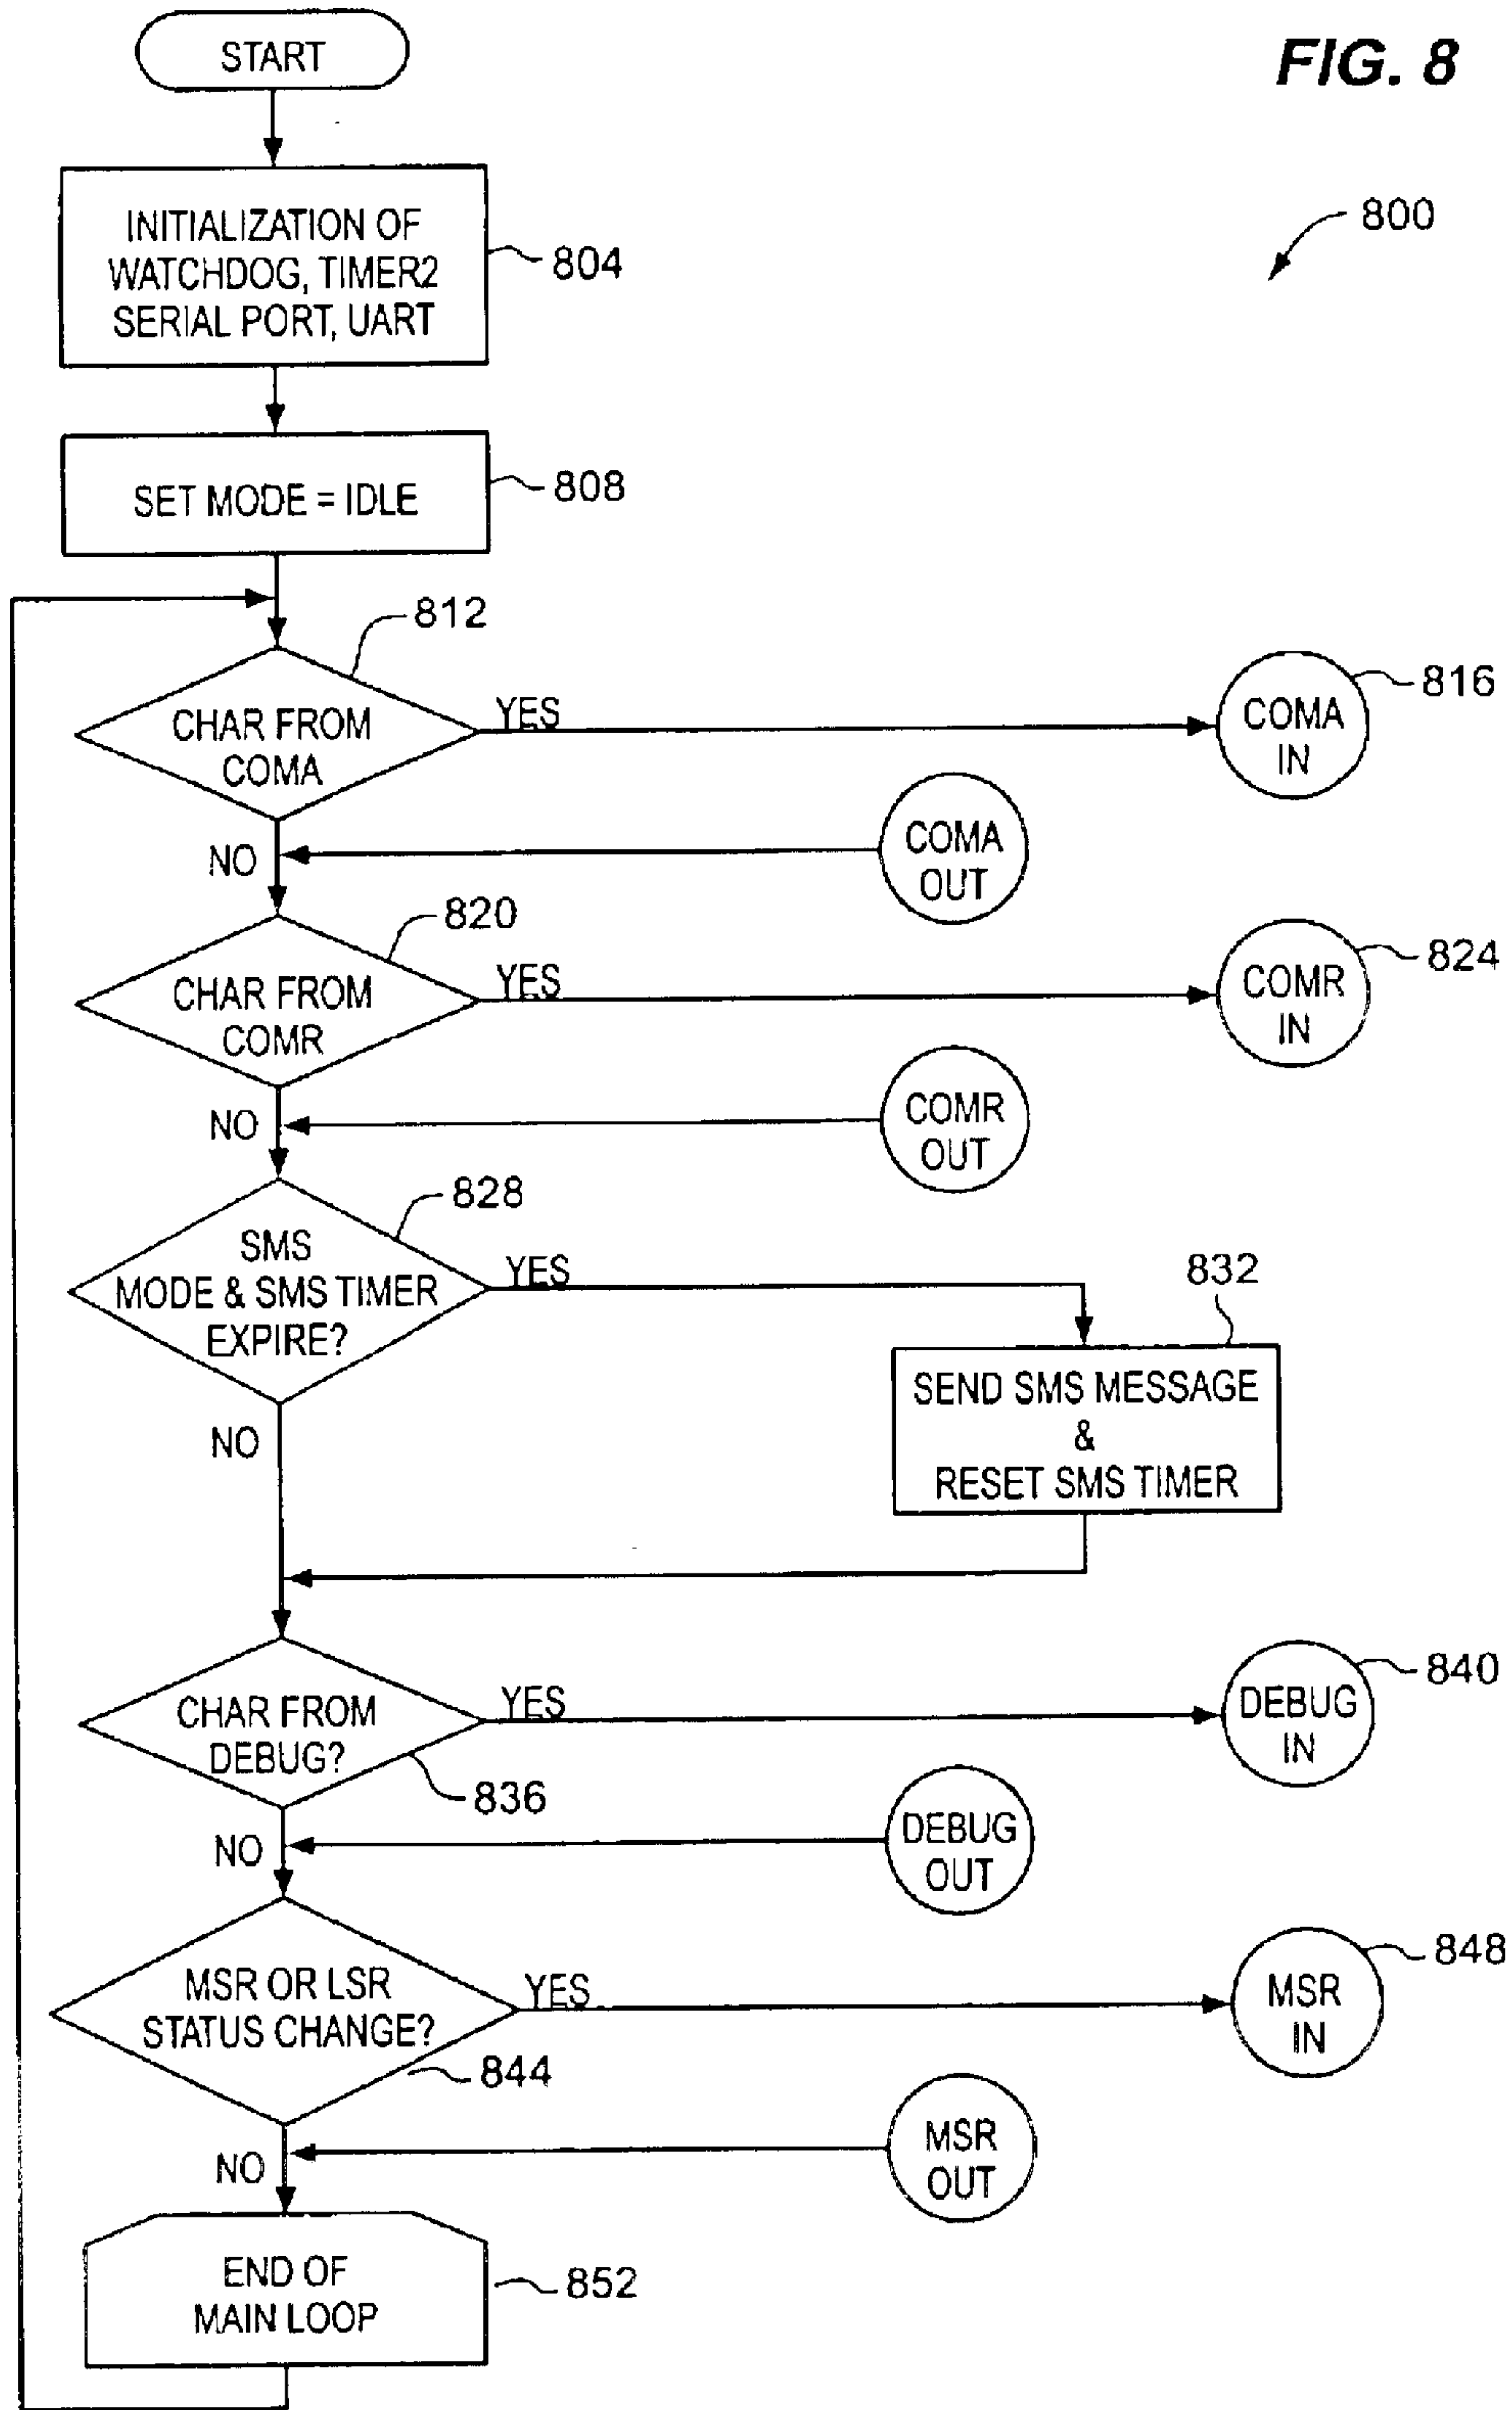 FIG. 8
START
800
INITIALIZATION OF
WATCHDOG, TIMER2
SERIAL PORT, UART
804
SET MODE = IDLE
808
812
CHAR FROM
COMA
YES
COMA
IN
816
NO
COMA
OUT
820
CHAR FROM
COMR
YES
COMR
IN
824
NO
COMR
OUT
828
SMS
MODE & SMS TIMER
EXPIRE?
YES
832
SEND SMS MESSAGE
&
RESET SMS TIMER
NO
CHAR FROM
DEBUG?
YES
836
DEBUG
IN
840
NO
DEBUG
OUT
MSR OR LSR
STATUS CHANGE?
YES
844
MSR
IN
848
NO
MSR
OUT
END OF
MAIN LOOP
852